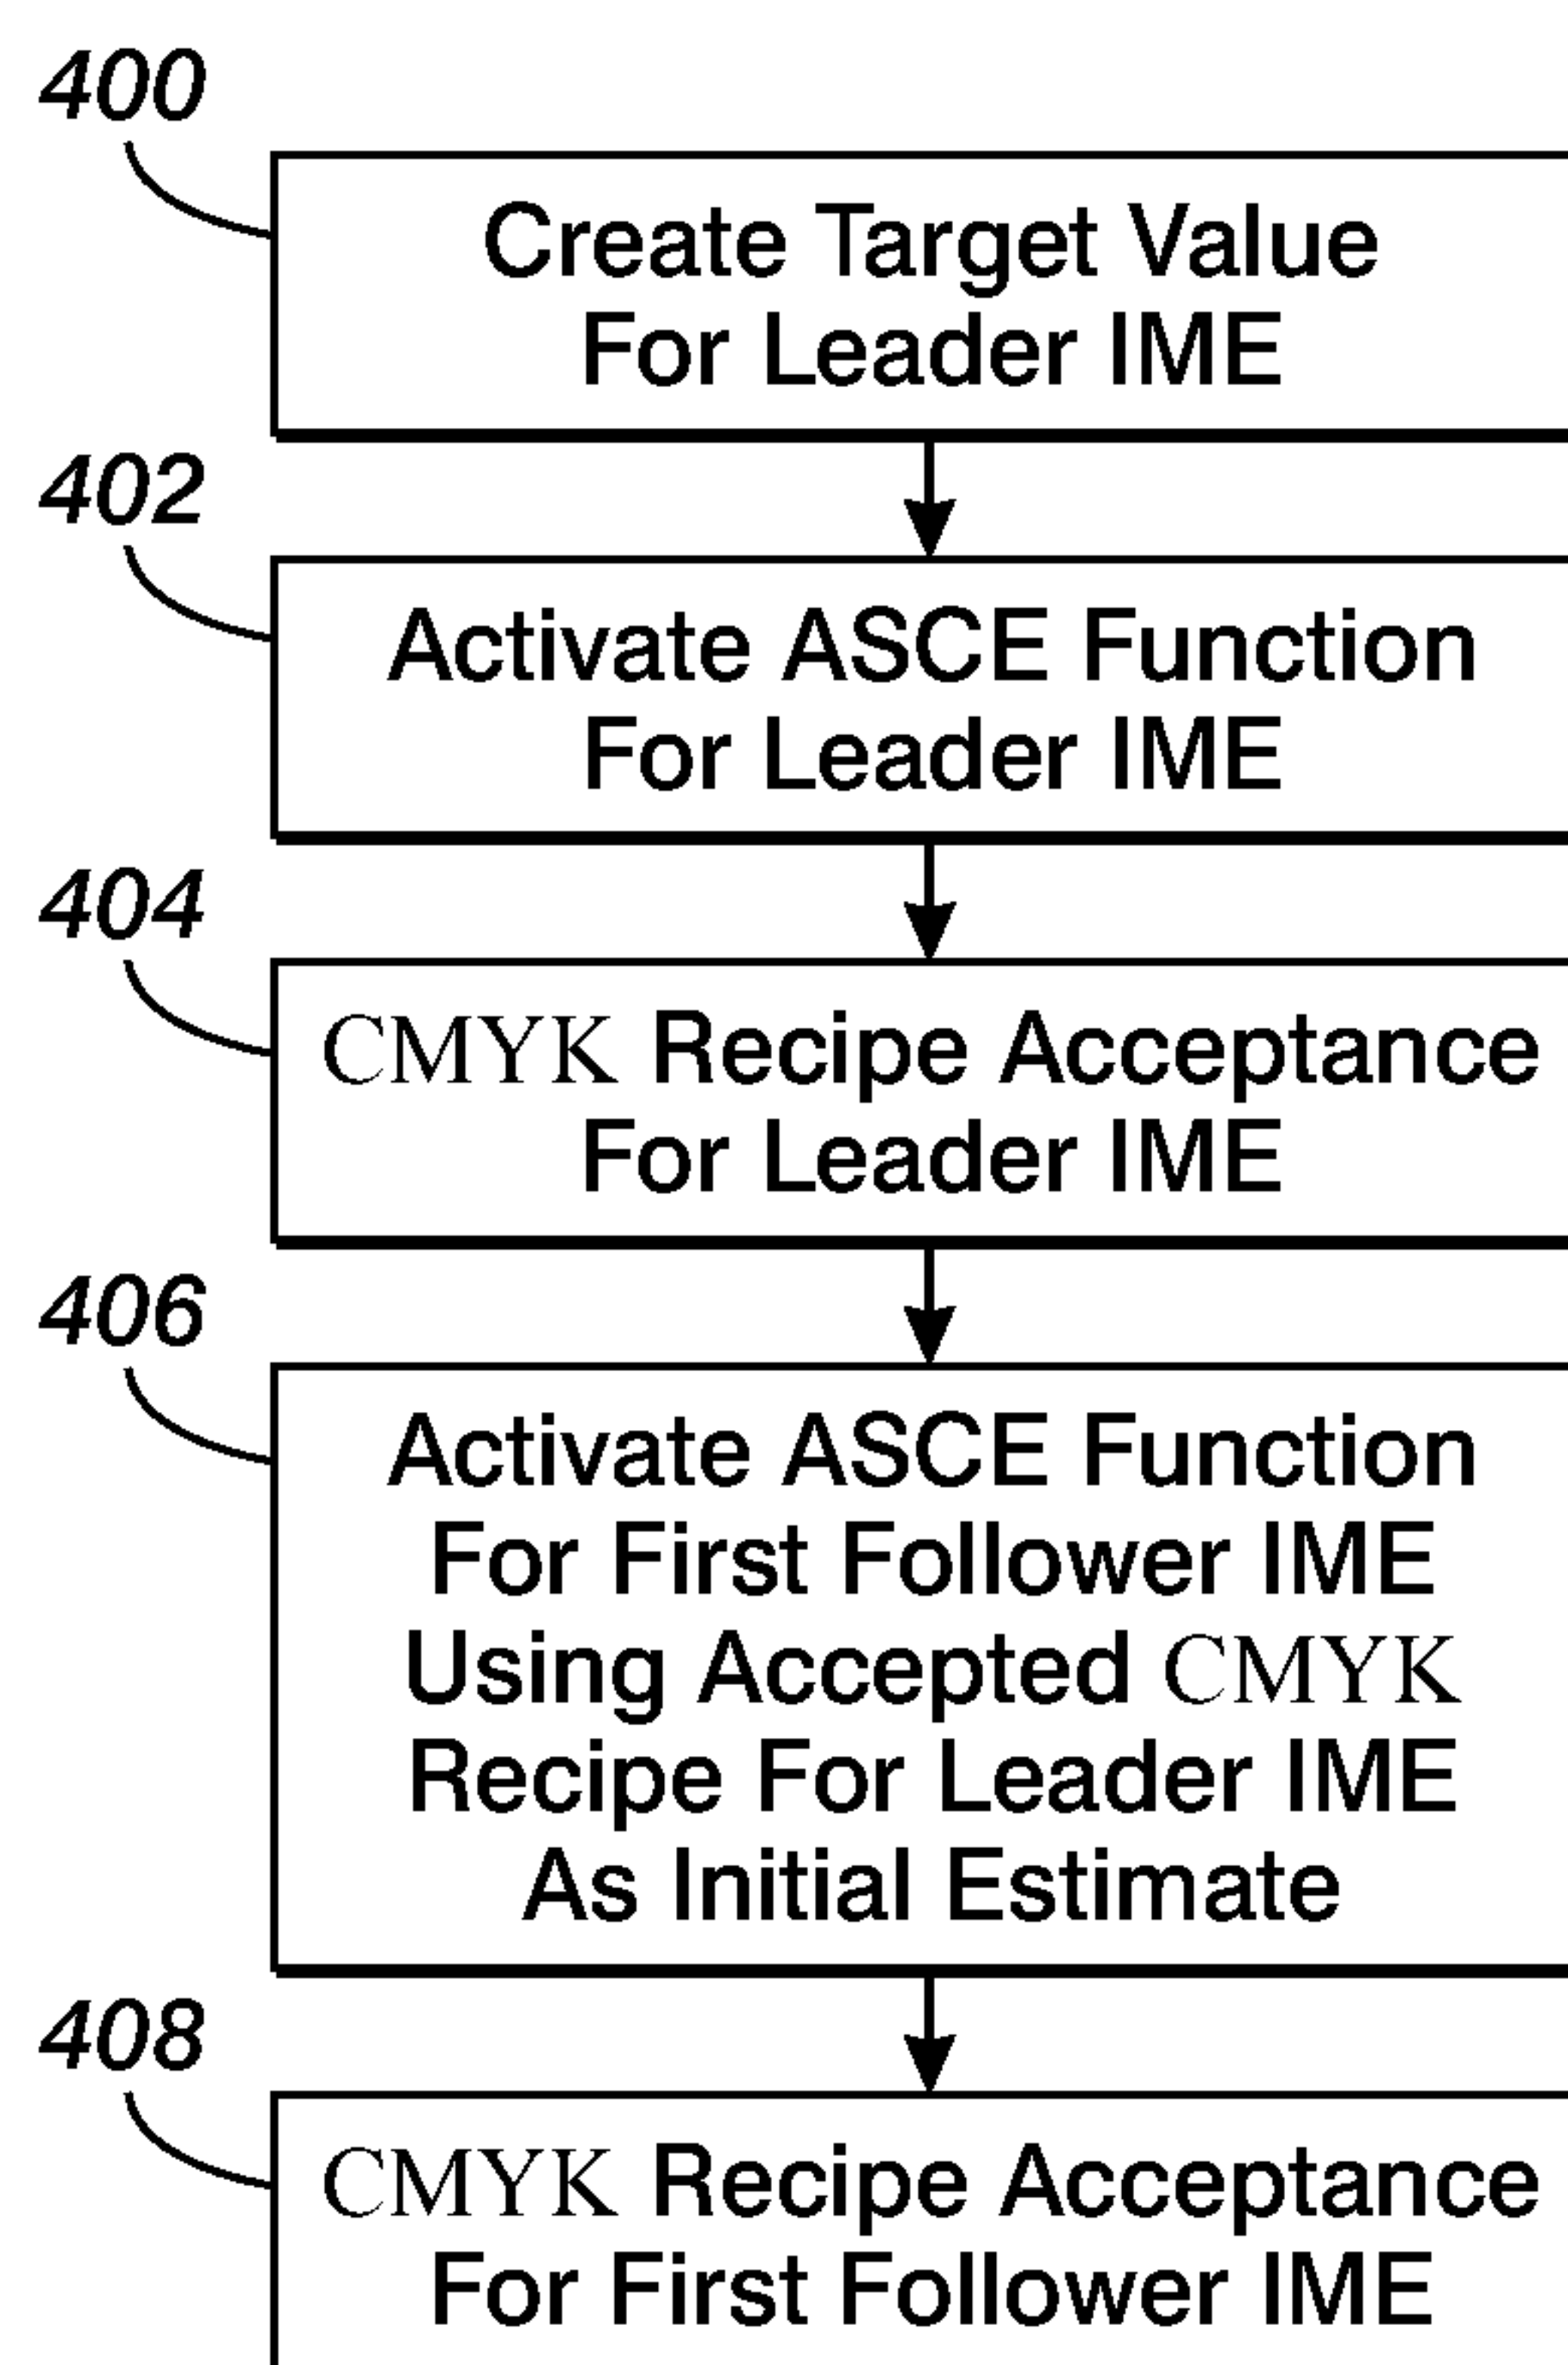 400
Create Target Value
For Leader IME
402
Activate ASCE Function
For Leader IME
404
CMYK Recipe Acceptance
For Leader IME
406
Activate ASCE Function
For First Follower IME
Using Accepted CMYK
Recipe For Leader IME
As Initial Estimate
408
CMYK Recipe Acceptance
For First Follower IME